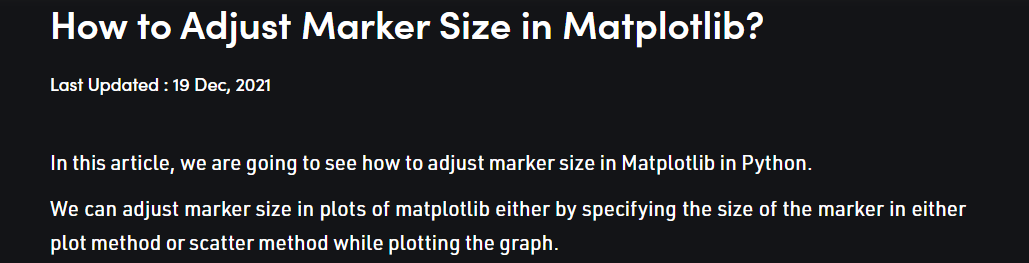 How to Adjust Marker Size in Matplotlib?
Last Updated : 19 Dec, 2021
In this article, we are going to see how to adjust marker size in Matplotlib in Python.
We can adjust marker size in plots of matplotlib either by specifying the size of the marker in either
plot method or scatter method while plotting the graph.